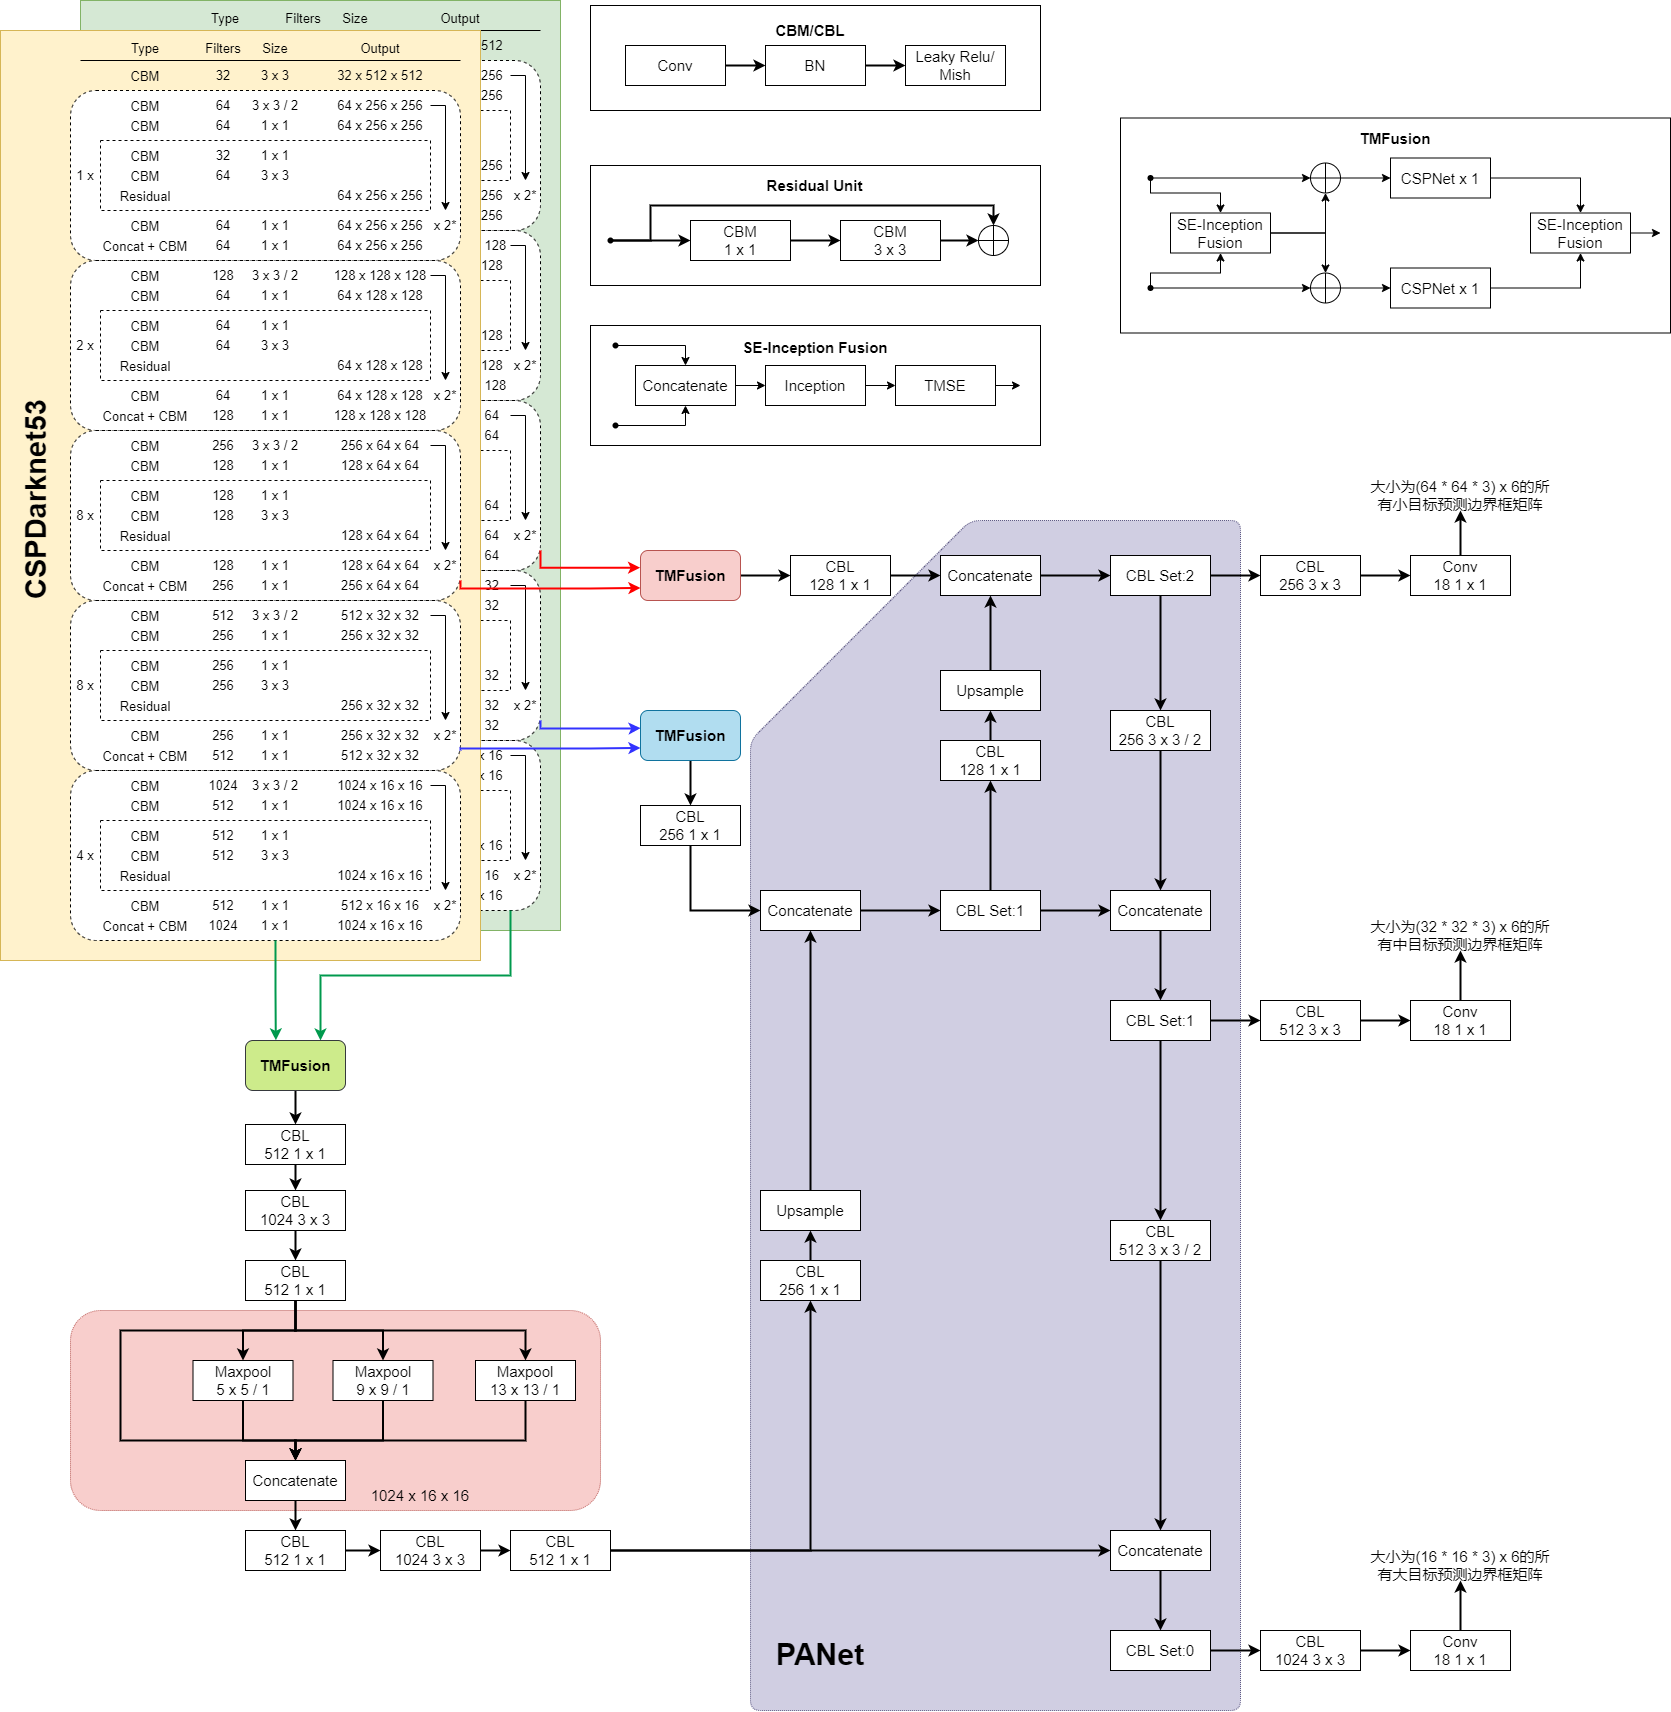 Type Filters Size Output
512
256
256
256
256 x 2*
256
128
128
128
128 x 2*
128
64
64
64
64 x 2*
64
32
32
32
32 x 2*
32
x 16
x 16
x 16
16 x 2*
x 16
CSPDarknet53
Type Filters Size Output
CBM 32 3 x 3 32 x 512 x 512
CBM 64 3 x 3 / 2 64 x 256 x 256
CBM 64 1 x 1 64 x 256 x 256
CBM 32 1 x 1
1 x CBM 64 3 x 3
Residual 64 x 256 x 256
CBM 64 1 x 1 64 x 256 x 256 x 2*
Concat + CBM 64 1 x 1 64 x 256 x 256
CBM 128 3 x 3 / 2 128 x 128 x 128
CBM 64 1 x 1 64 x 128 x 128
CBM 64 1 x 1
2 x CBM 64 3 x 3
Residual 64 x 128 x 128
CBM 64 1 x 1 64 x 128 x 128 x 2*
Concat + CBM 128 1 x 1 128 x 128 x 128
CBM 256 3 x 3 / 2 256 x 64 x 64
CBM 128 1 x 1 128 x 64 x 64
CBM 128 1 x 1
8 x CBM 128 3 x 3
Residual 128 x 64 x 64
CBM 128 1 x 1 128 x 64 x 64 x 2*
Concat + CBM 256 1 x 1 256 x 64 x 64
CBM 512 3 x 3 / 2 512 x 32 x 32
CBM 256 1 x 1 256 x 32 x 32
CBM 256 1 x 1
8 x CBM 256 3 x 3
Residual 256 x 32 x 32
CBM 256 1 x 1 256 x 32 x 32 x 2*
Concat + CBM 512 1 x 1 512 x 32 x 32
CBM 1024 3 x 3 / 2 1024 x 16 x 16
CBM 512 1 x 1 1024 x 16 x 16
CBM 512 1 x 1
4 x CBM 512 3 x 3
Residual 1024 x 16 x 16
CBM 512 1 x 1 512 x 16 x 16 x 2*
Concat + CBM 1024 1 x 1 1024 x 16 x 16
CBM/CBL
Conv
BN
Leaky Relu/
Mish
Residual Unit
CBM
1 x 1
CBM
3 x 3
SE-Inception Fusion
Concatenate
Inception
TMSE
TMFusion
SE-Inception
Fusion
CSPNet x 1
CSPNet x 1
SE-Inception
Fusion
TMFusion
CBL
128 1 x 1
Concatenate
CBL Set:2
CBL
256 3 x 3
Conv
18 1 x 1
大小为(64 * 64 * 3) x 6的所
有小目标预测边界框矩阵
Upsample
CBL
128 1 x 1
CBL
256 3 x 3 / 2
TMFusion
CBL
256 1 x 1
Concatenate
CBL Set:1
Concatenate
CBL Set:1
CBL
512 3 x 3
Conv
18 1 x 1
大小为(32 * 32 * 3) x 6的所
有中目标预测边界框矩阵
Upsample
CBL
256 1 x 1
CBL
512 3 x 3 / 2
TMFusion
CBL
512 1 x 1
CBL
1024 3 x 3
CBL
512 1 x 1
Maxpool
5 x 5 / 1
Maxpool
9 x 9 / 1
Maxpool
13 x 13 / 1
Concatenate
1024 x 16 x 16
CBL
512 1 x 1
CBL
1024 3 x 3
CBL
512 1 x 1
Concatenate
CBL Set:0
CBL
1024 3 x 3
Conv
18 1 x 1
大小为(16 * 16 * 3) x 6的所
有大目标预测边界框矩阵
PANet